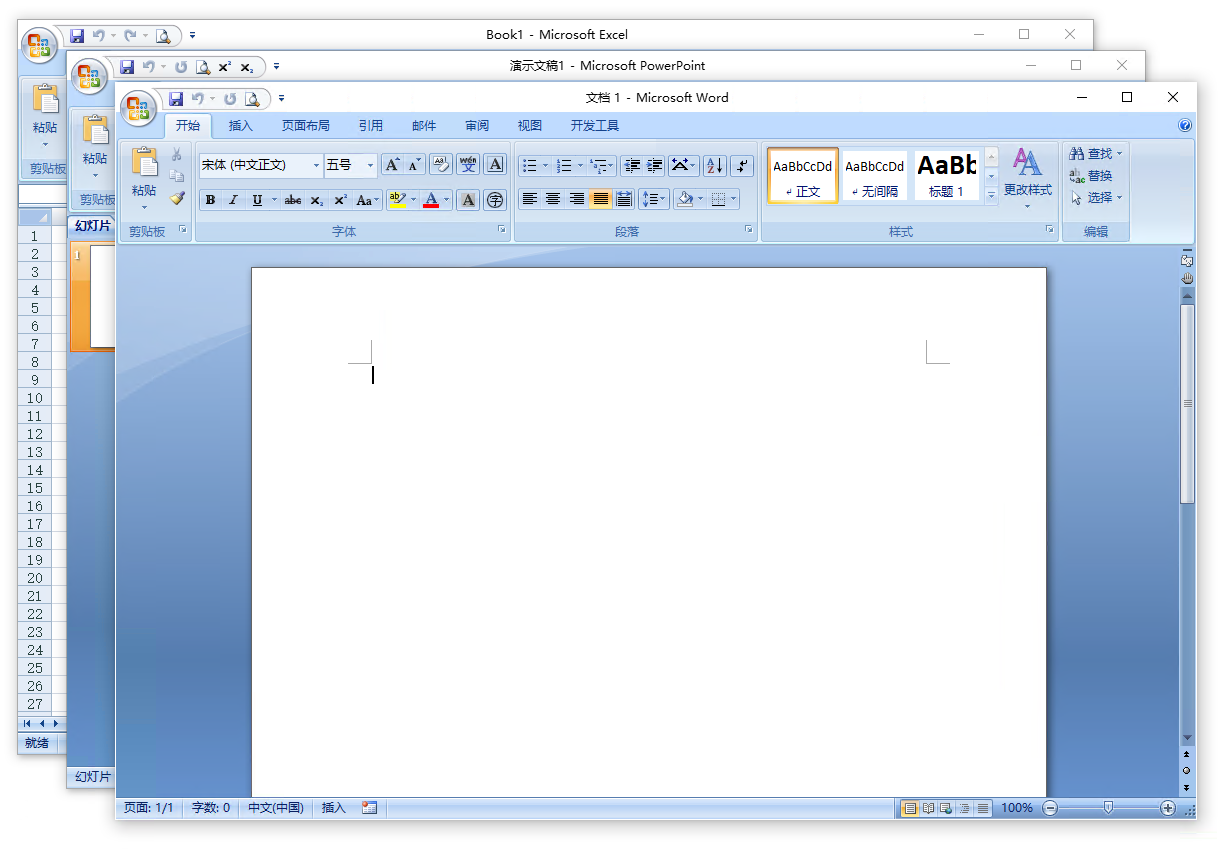 Book1 - Microsoft Excel
演示文稿1 - Microsoft PowerPoint
文档 1 - Microsoft Word
开始 插入 页面布局 引用 邮件 审阅 视图 开发工具
粘贴
剪贴板
粘贴
剪贴板
粘贴
剪贴板
宋体 (中文正文) 五号
字体
段落
AaBbCcDd AaBbCcDd AaBb
正文 无间隔 标题 1
更改样式
样式
查找
替换
选择
编辑
幻灯片
1
1
2
3
4
5
6
7
8
9
10
11
12
13
14
15
16
17
18
19
20
21
22
23
24
25
26
27
就绪
幻灯片
页面: 1/1 字数: 0 中文(中国) 插入 100%